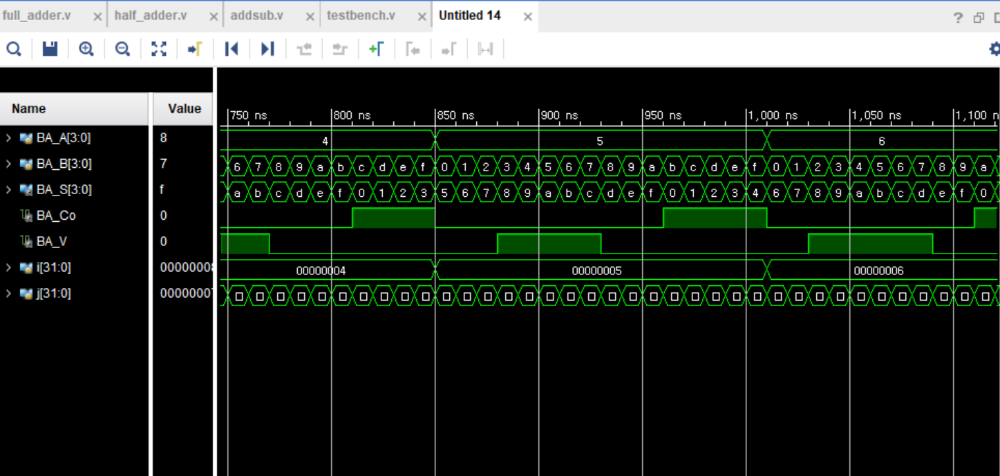 full_adder.v × half_adder.v × addsub.v × testbench.v × Untitled 14 ×
?
Name Value
750 ns 800 ns 850 ns 900 ns 950 ns 1,000 ns 1,050 ns 1,100 n
BA_A[3:0] 8 4 5 6
BA_B[3:0] 7 6 7 8 9 a b c d e f 0 1 2 3 4 5 6 7 8 9 a b c d e f 0 1 2 3 4 5 6 7 8 9 a
BA_S[3:0] f a b c d e f 0 1 2 3 5 6 7 8 9 a b c d e f 0 1 2 3 4 6 7 8 9 a b c d e f 0
BA_Co 0
BA_V 0
i[31:0] 00000008 00000004 00000005 00000006
j[31:0] 00000007